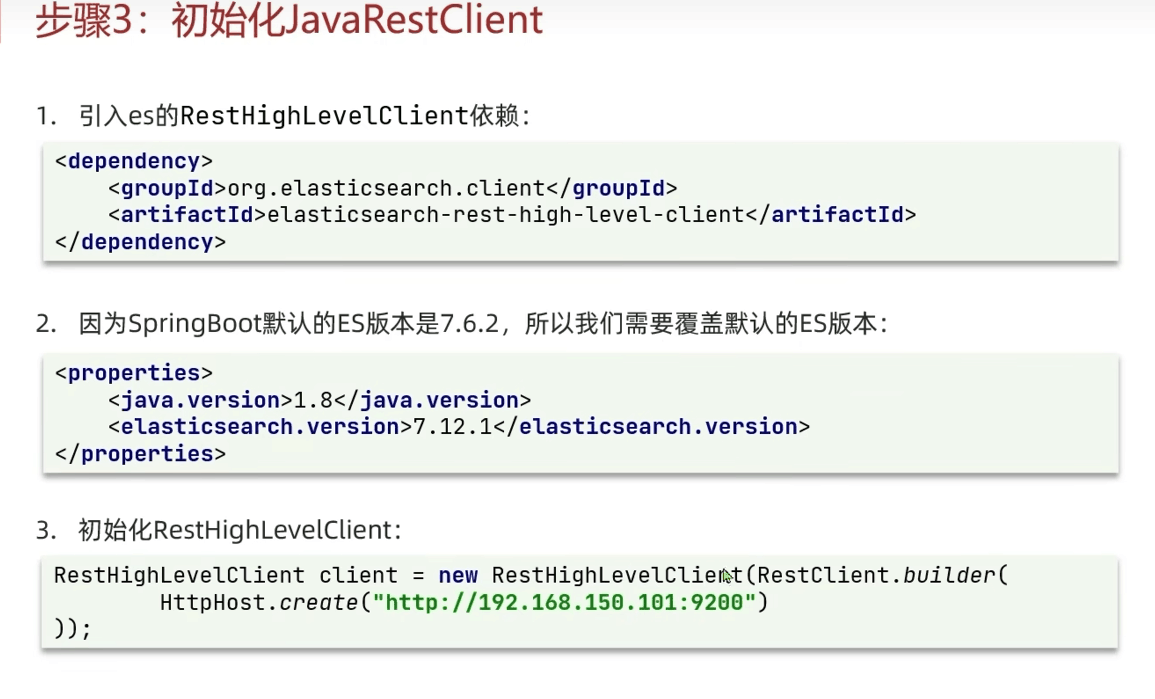 步骤3：初始化JavaRestClient
1. 引入es的RestHighLevelClient依赖：
<dependency>
<groupId>org.elasticsearch.client</groupId>
<artifactId>elasticsearch-rest-high-level-client</artifactId>
</dependency>
2. 因为SpringBoot默认的ES版本是7.6.2，所以我们需要覆盖默认的ES版本：
<properties>
<java.version>1.8</java.version>
<elasticsearch.version>7.12.1</elasticsearch.version>
</properties>
3. 初始化RestHighLevelClient：
RestHighLevelClient client = new RestHighLevelClient(RestClient.builder(
HttpHost.create("http://192.168.150.101:9200")
));